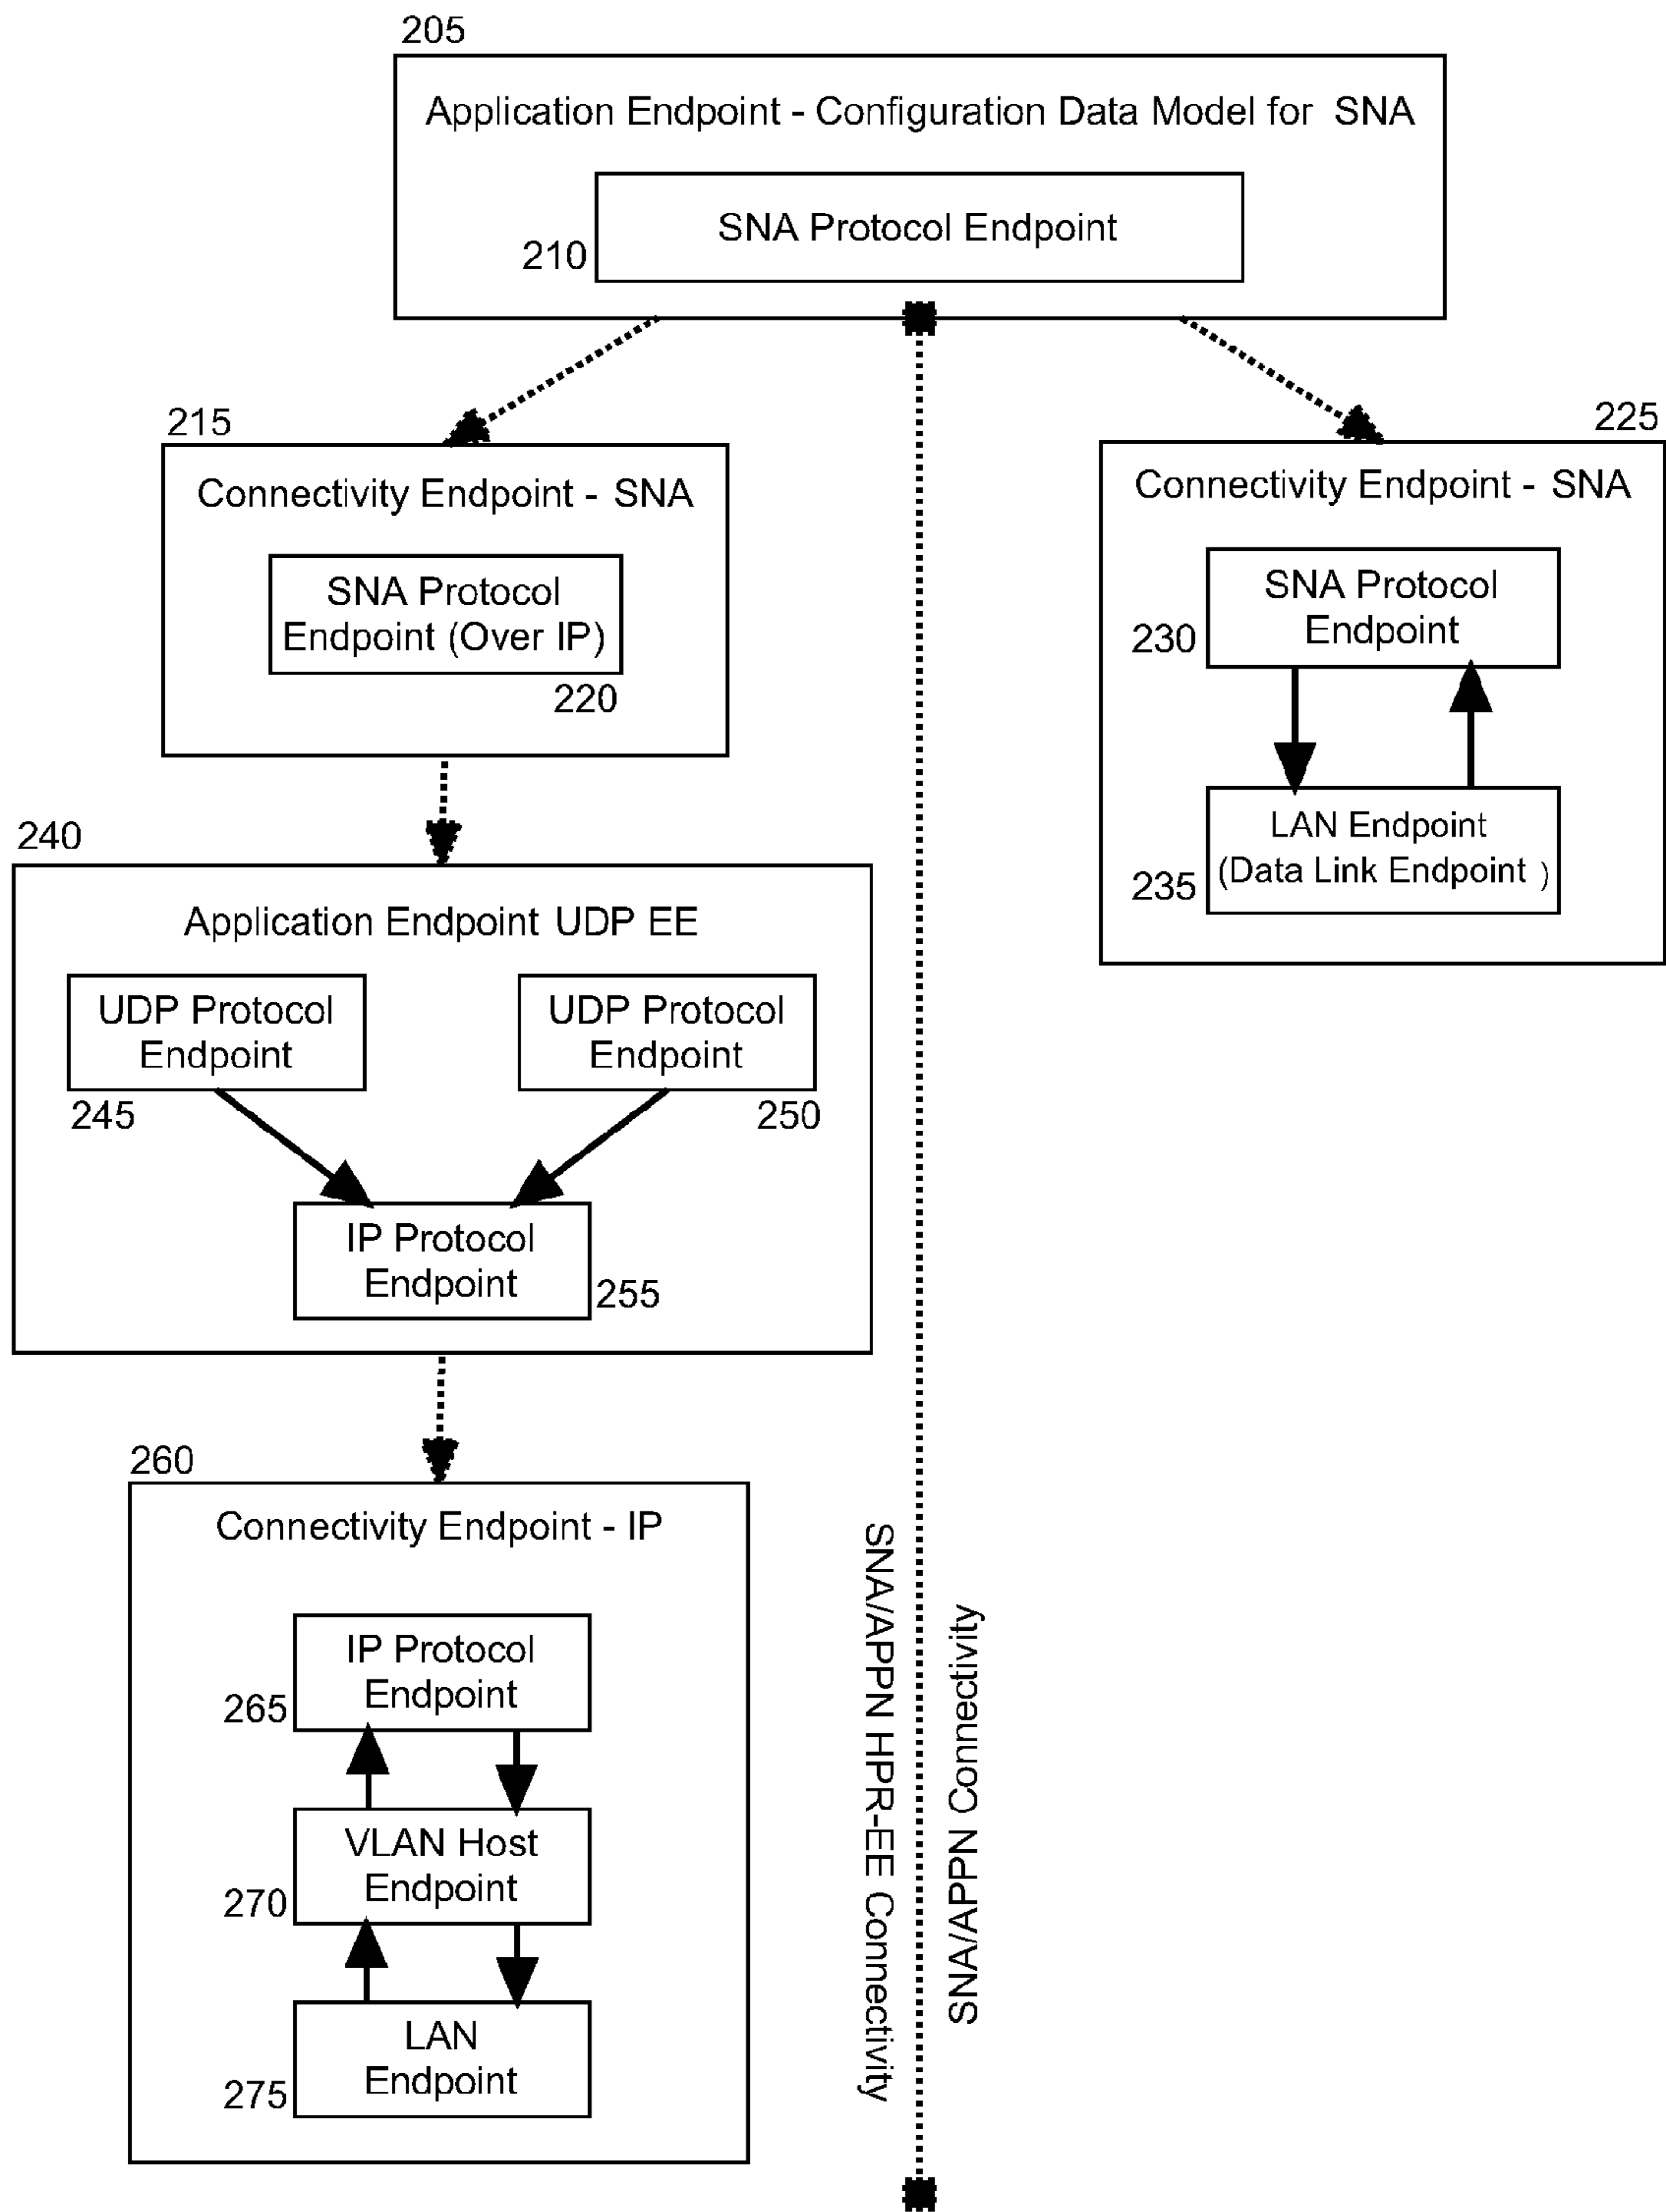 205
Application Endpoint - Configuration Data Model for SNA
SNA Protocol Endpoint
210
215
Connectivity Endpoint - SNA
SNA Protocol
Endpoint (Over IP)
220
225
Connectivity Endpoint - SNA
SNA Protocol
Endpoint
230
LAN Endpoint
(Data Link Endpoint )
235
240
Application Endpoint UDP EE
UDP Protocol
Endpoint
245
UDP Protocol
Endpoint
250
IP Protocol
Endpoint
255
260
Connectivity Endpoint - IP
IP Protocol
Endpoint
265
VLAN Host
Endpoint
270
LAN
Endpoint
275
SNA/APPN HPR-EE Connectivity
SNA/APPN Connectivity